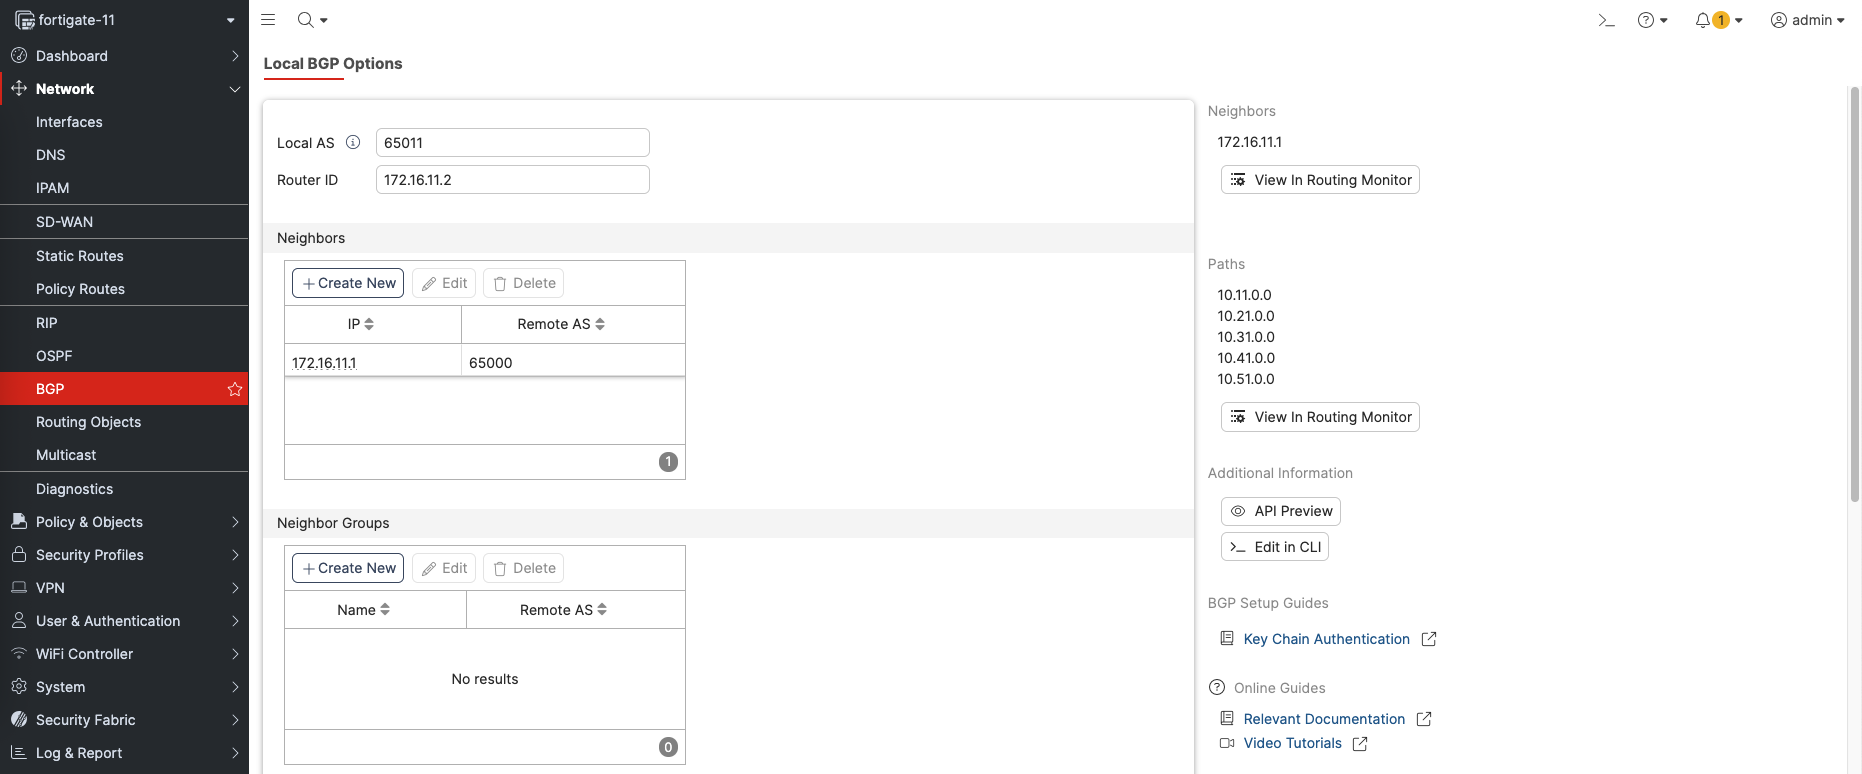 fortigate-11
1
admin
Dashboard
Network
Interfaces
DNS
IPAM
SD-WAN
Static Routes
Policy Routes
RIP
OSPF
BGP
Routing Objects
Multicast
Diagnostics
Policy & Objects
Security Profiles
VPN
User & Authentication
WiFi Controller
System
Security Fabric
Log & Report
Local BGP Options
Local AS 65011
Router ID 172.16.11.2
Neighbors
Create New Edit Delete
IP Remote AS
172.16.11.1 65000
1
Neighbor Groups
Create New Edit Delete
Name Remote AS
No results
0
Neighbors
172.16.11.1
View In Routing Monitor
Paths
10.11.0.0
10.21.0.0
10.31.0.0
10.41.0.0
10.51.0.0
View In Routing Monitor
Additional Information
API Preview
Edit in CLI
BGP Setup Guides
Key Chain Authentication
Online Guides
Relevant Documentation
Video Tutorials